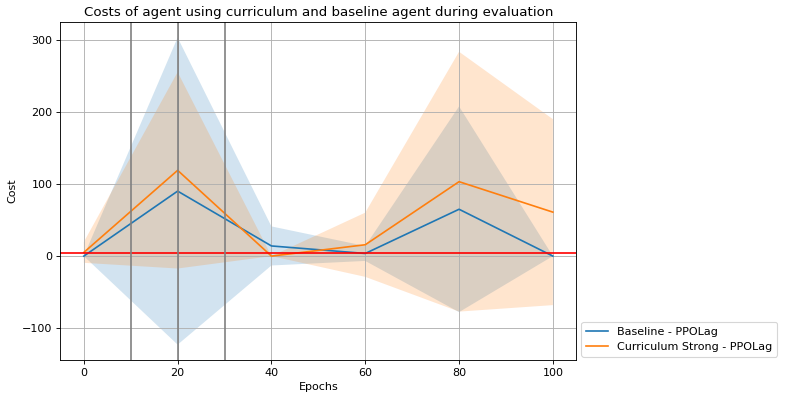 Costs of agent using curriculum and baseline agent during evaluation
300
200
100
0
−100
Cost
0 20 40 60 80 100
Epochs
Baseline - PPOLag
Curriculum Strong - PPOLag